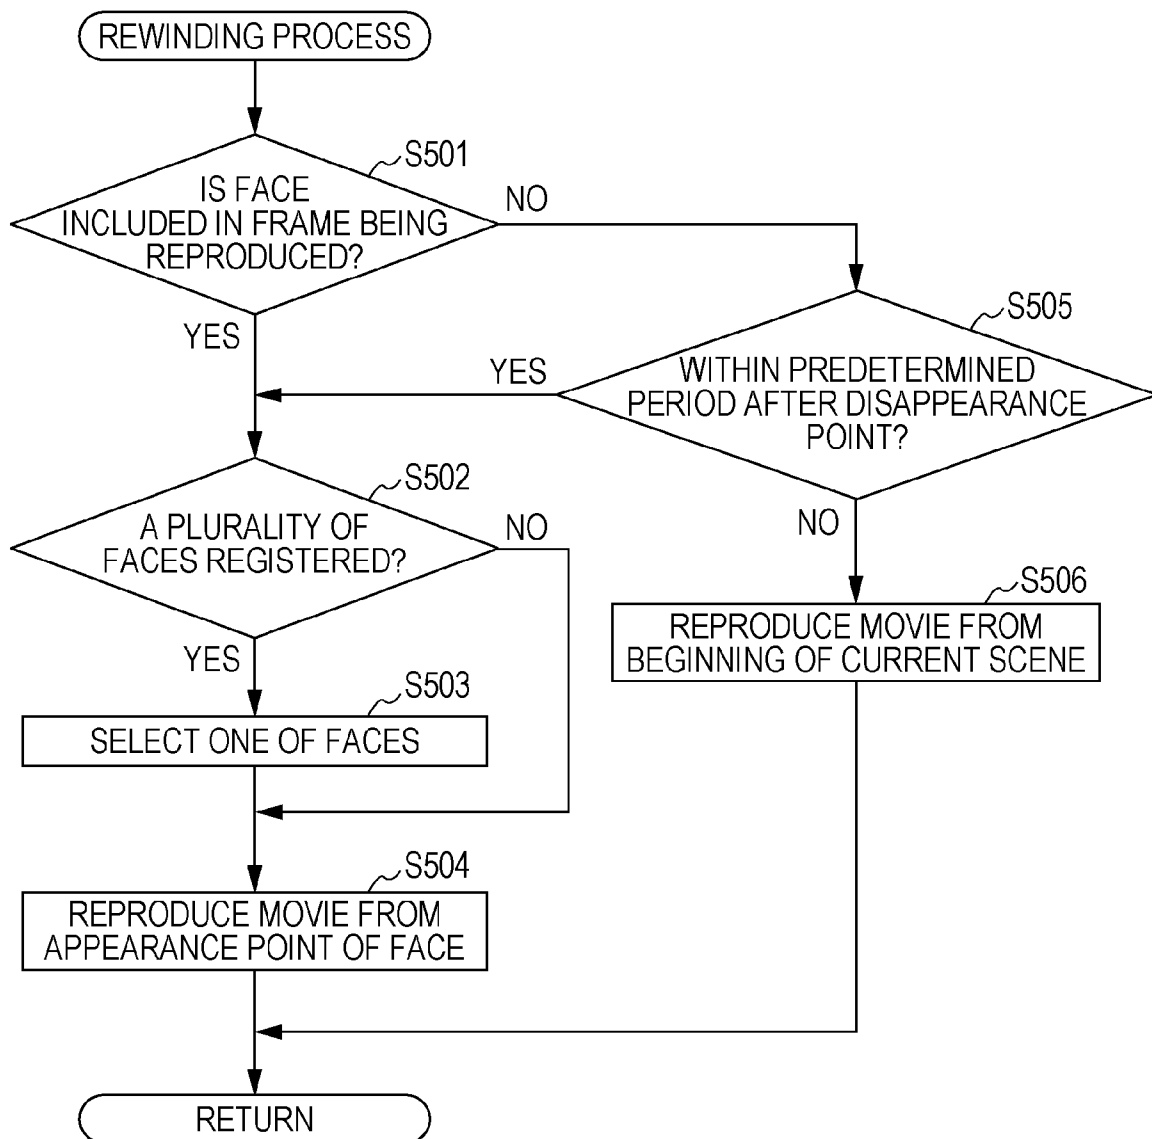 REWINDING PROCESS
S501
IS FACE
INCLUDED IN FRAME BEING
REPRODUCED?
NO
YES
S505
WITHIN PREDETERMINED
PERIOD AFTER DISAPPEARANCE
POINT?
YES
NO
S502
A PLURALITY OF
FACES REGISTERED?
NO
YES
S506
REPRODUCE MOVIE FROM
BEGINNING OF CURRENT SCENE
S503
SELECT ONE OF FACES
S504
REPRODUCE MOVIE FROM
APPEARANCE POINT OF FACE
RETURN